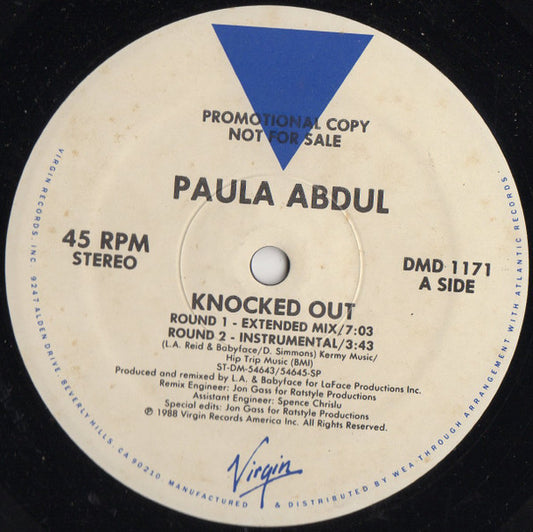 PROMOTIONAL COPY
NOT FOR SALE
PAULA ABDUL
45 RPM
STEREO
DMD 1171
A SIDE
KNOCKED OUT
ROUND 1 - EXTENDED MIX/7:03
ROUND 2 - INSTRUMENTAL/3:43
(L.A. Reid & Babyface/D. Simmons) Kermy Music/
Hip Trip Music (BMI)
ST-DM-54643/54645-SP
Produced and remixed by L.A. & Babyface for LaFace Productions Inc.
Remix Engineer: Jon Gass for Ratstyle Productions
Assistant Engineer: Spence Chrislu
Special edits: Jon Gass for Ratstyle Productions
℗ 1988 Virgin Records America Inc. All Rights Reserved.
Virgin
VIRGIN RECORDS, INC. 9247 ALDEN DRIVE, BEVERLY HILLS, CA 90210. MANUFACTURED & DISTRIBUTED BY WEA THROUGH ARRANGEMENT WITH ATLANTIC RECORDS.